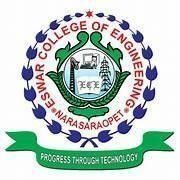 ESWAR COLLEGE OF ENGINEERING
NARASARAOPET
ECE
PROGRESS THROUGH TECHNOLOGY